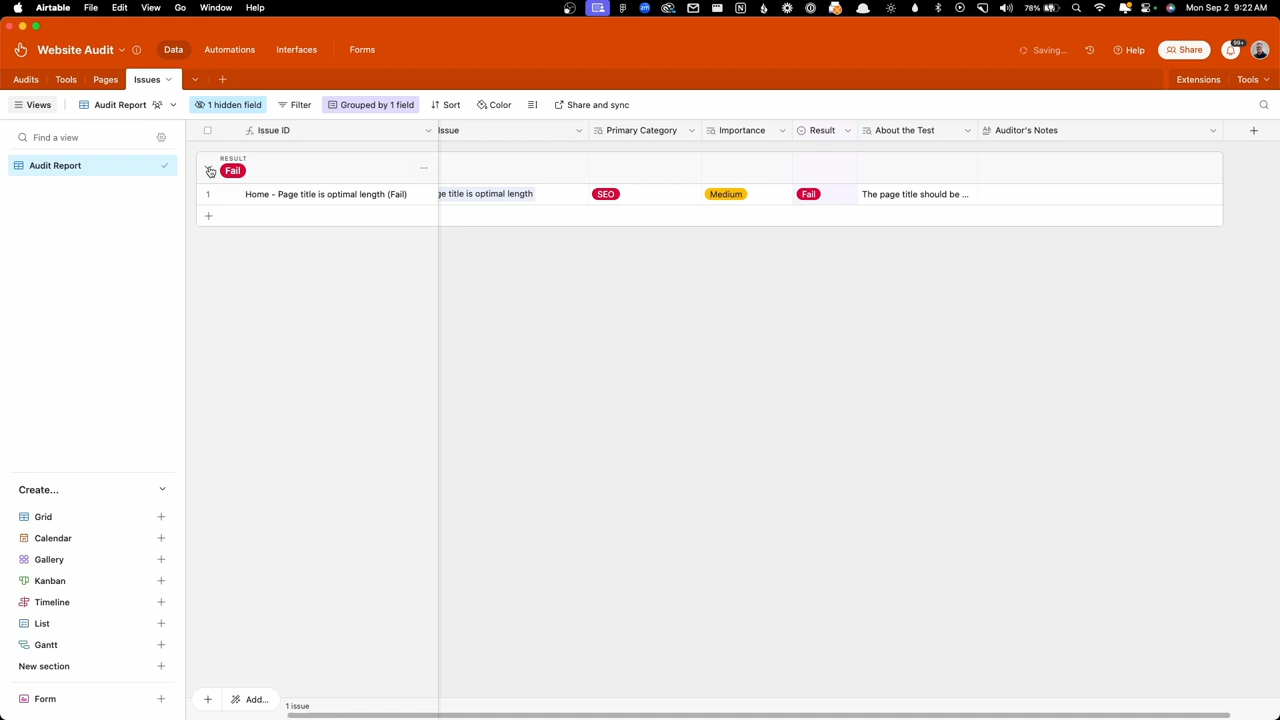 Airtable File Edit View Go Window Help 78% Mon Sep 2 9:22 AM
Website Audit Data Automations Interfaces Forms Saving... Help Share 99+
Audits Tools Pages Issues Extensions Tools
Views Audit Report 1 hidden field Filter Grouped by 1 field Sort Color Share and sync
Find a view
Issue ID Issue Primary Category Importance Result About the Test Auditor's Notes
Audit Report
RESULT
Fail
1 Home - Page title is optimal length (Fail) ge title is optimal length SEO Medium Fail The page title should be ...
Create...
Grid
Calendar
Gallery
Kanban
Timeline
List
Gantt
New section
Form
Add...
1 issue